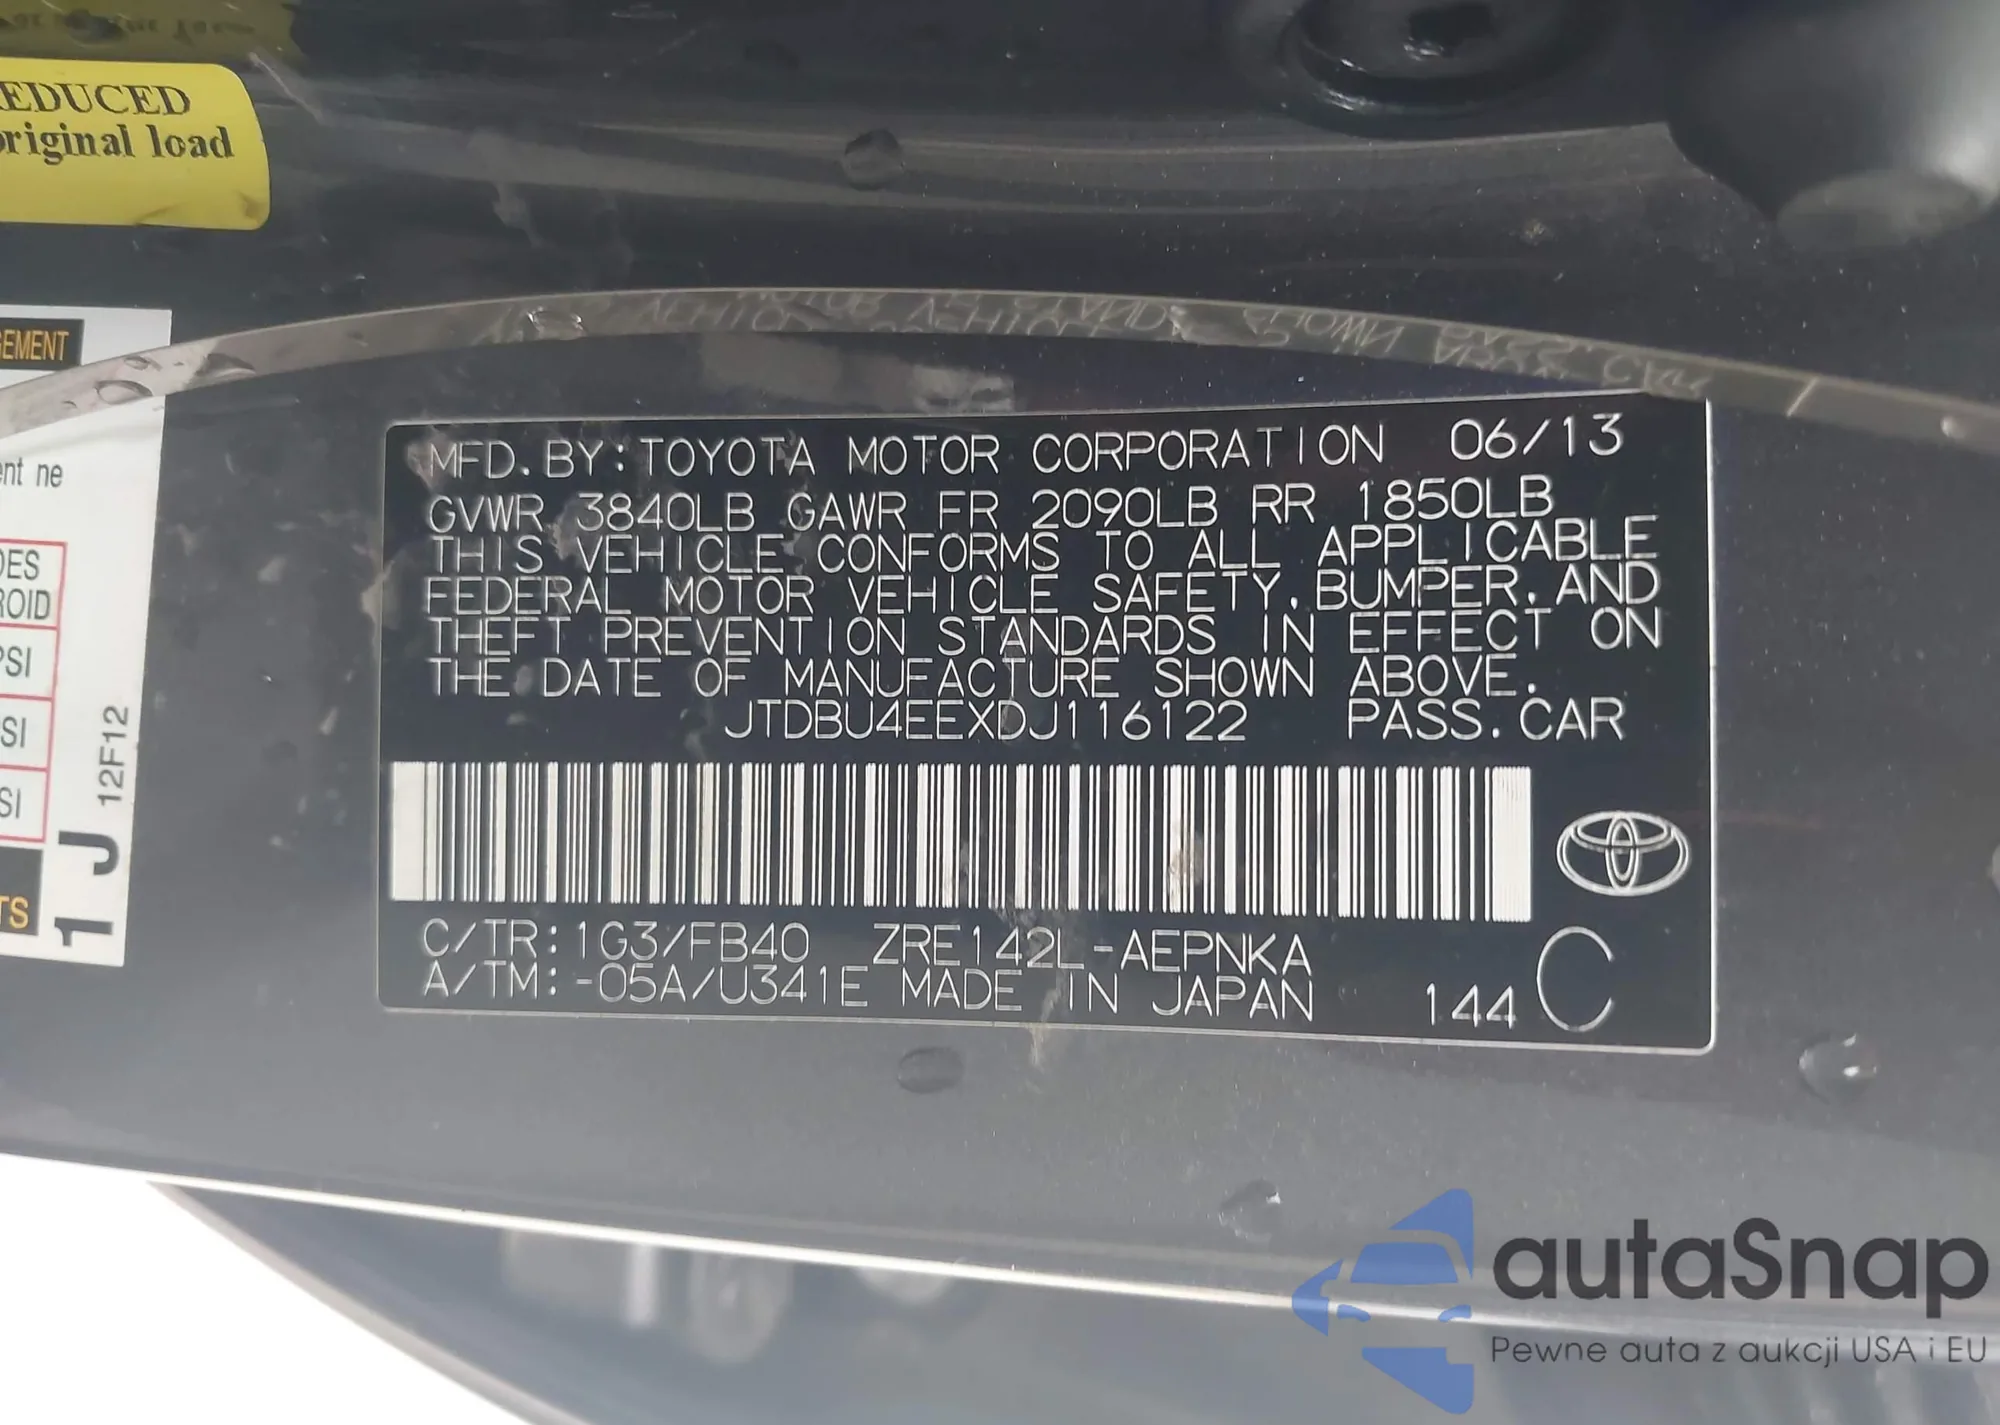 EDUCED
original load
GEMENT
ent ne
DES
ROID
PSI
SI
SI
TS
1 J 12F12
MFD. BY: TOYOTA MOTOR CORPORATION 06/13
GVWR 3840LB GAWR FR 2090LB RR 1850LB
THIS VEHICLE CONFORMS TO ALL APPLICABLE
FEDERAL MOTOR VEHICLE SAFETY, BUMPER, AND
THEFT PREVENTION STANDARDS IN EFFECT ON
THE DATE OF MANUFACTURE SHOWN ABOVE.
JTDBU4EEXDJ116122 PASS. CAR
C/TR: 1G3/FB40 ZRE142L-AEPNKA
A/TM: -05A/U341E MADE IN JAPAN 144 C
autaSnap
Pewne auta z aukcji USA i EU